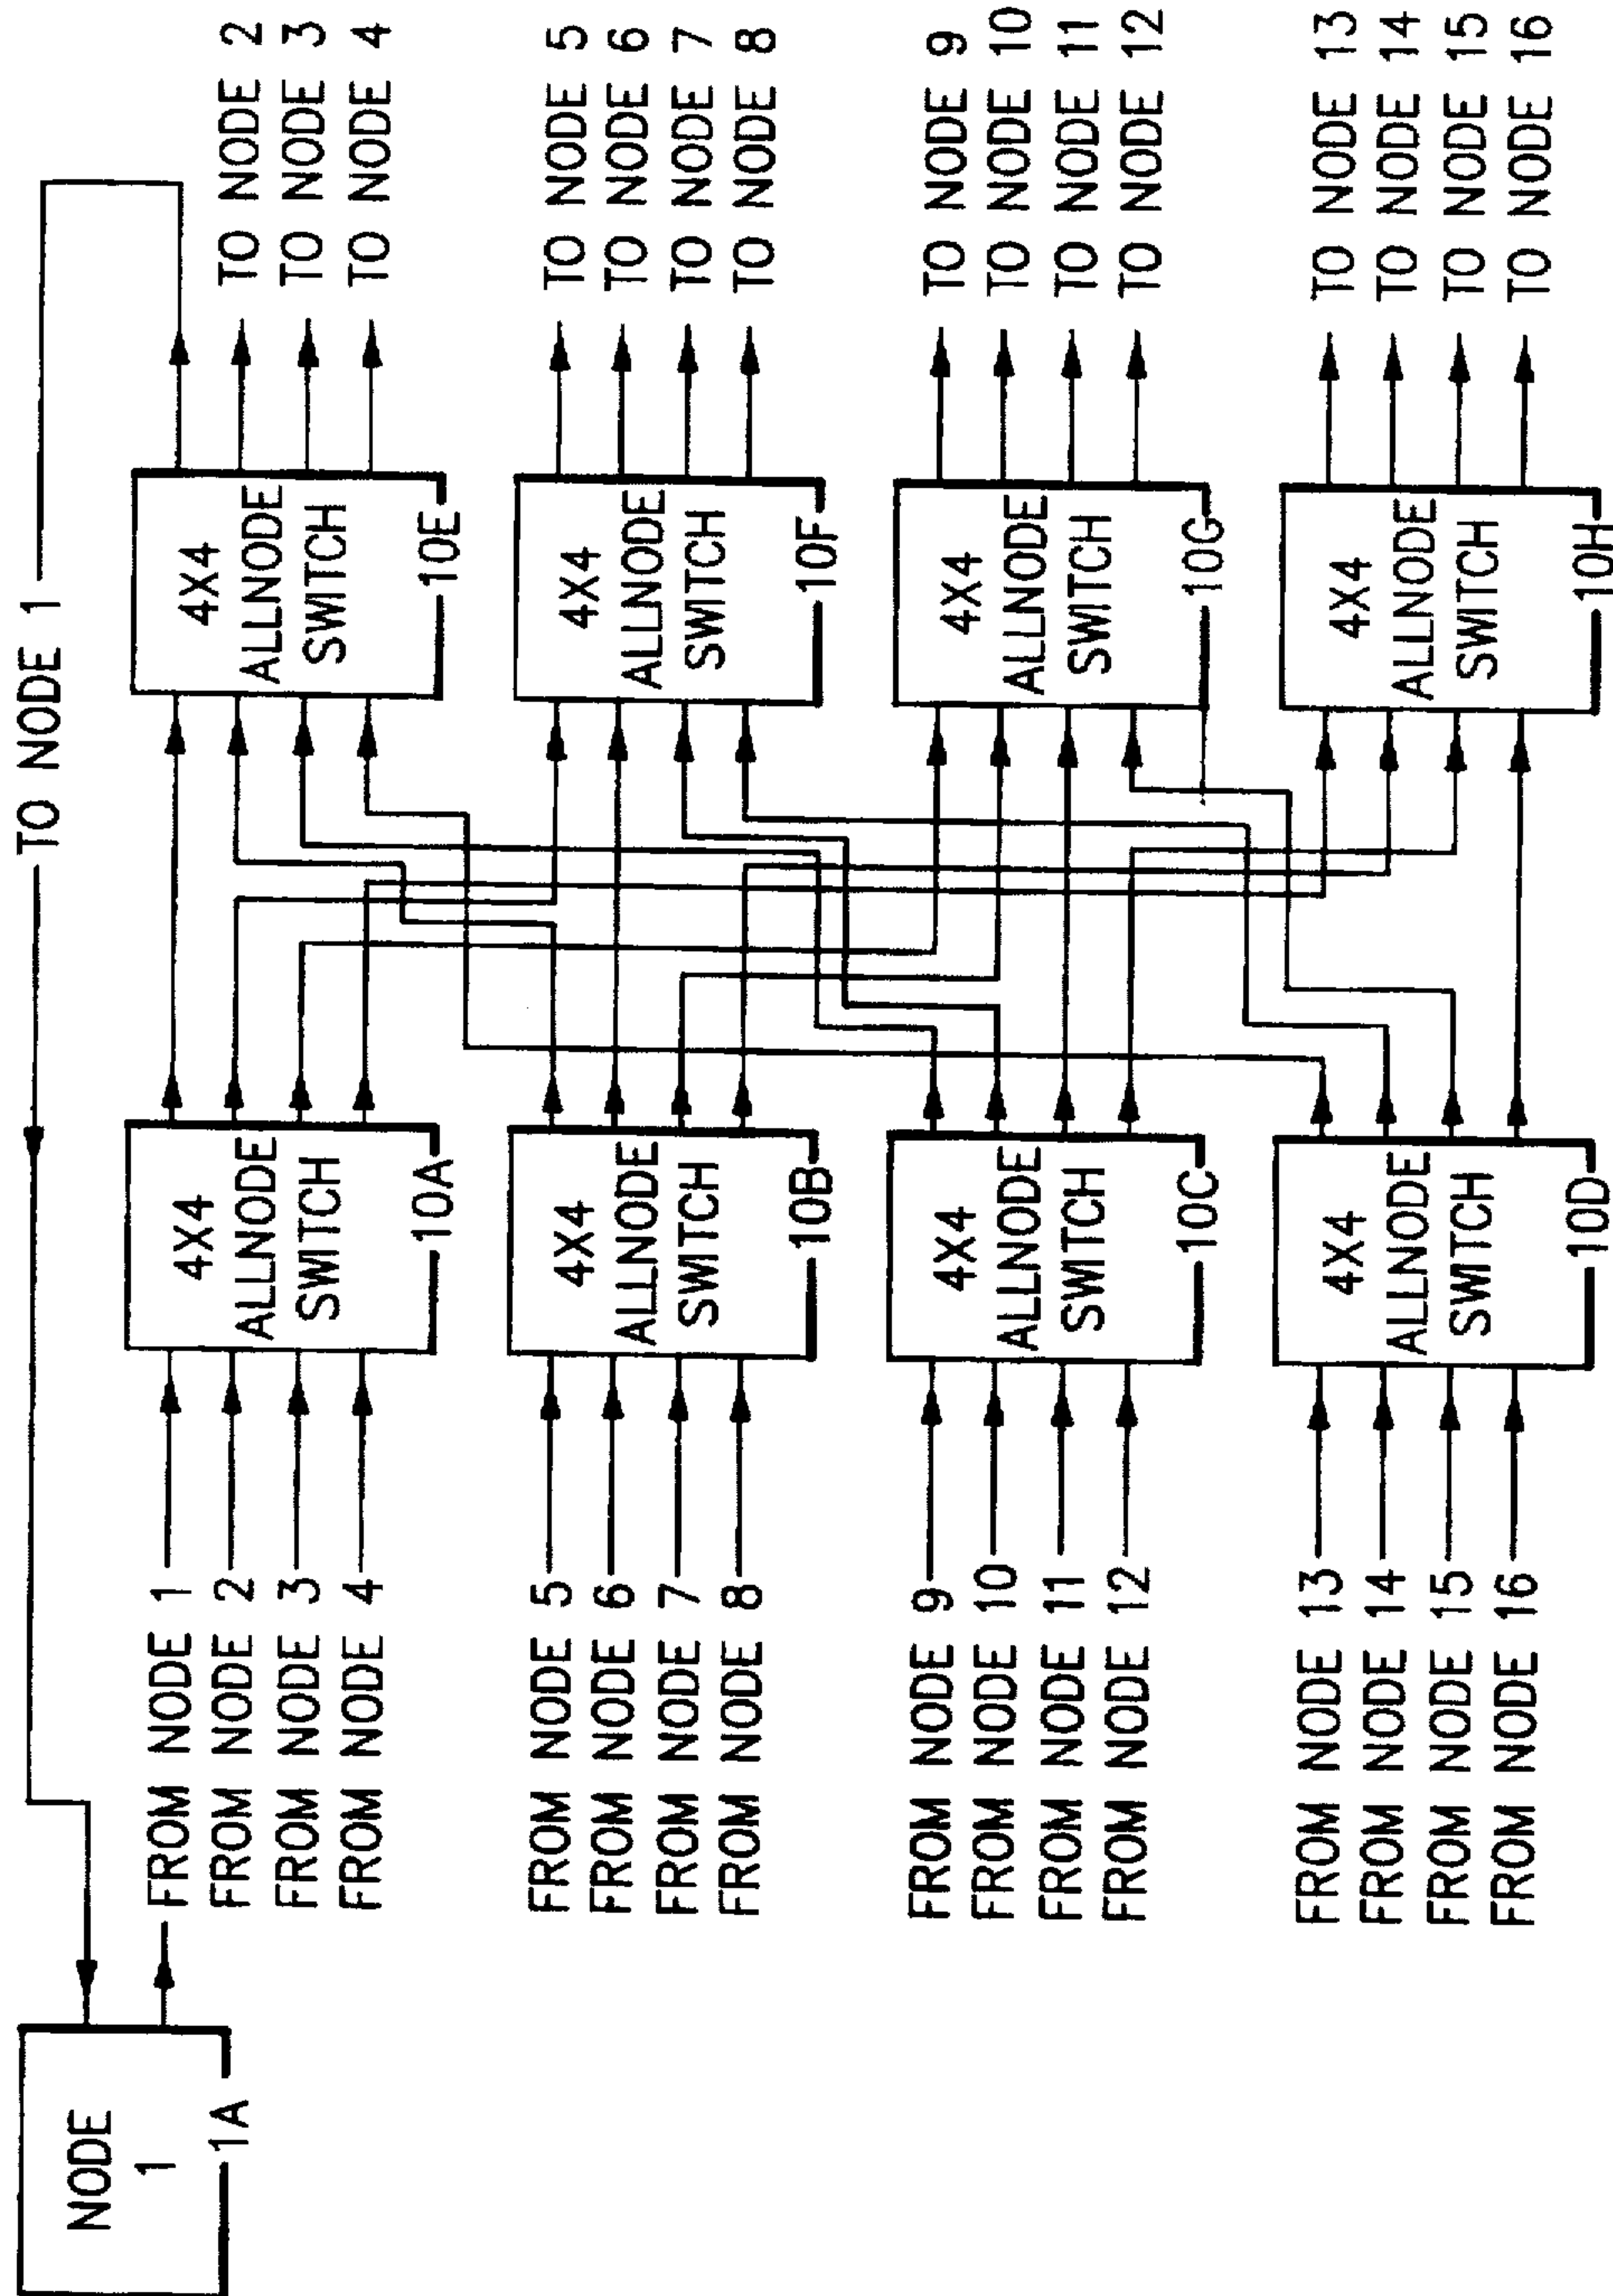 NODE
1
1A
TO NODE 1
FROM NODE 1
FROM NODE 2
FROM NODE 3
FROM NODE 4
4X4
ALLNODE
SWITCH
10A
4X4
ALLNODE
SWITCH
10E
TO NODE 2
TO NODE 3
TO NODE 4
FROM NODE 5
FROM NODE 6
FROM NODE 7
FROM NODE 8
4X4
ALLNODE
SWITCH
10B
4X4
ALLNODE
SWITCH
10F
TO NODE 5
TO NODE 6
TO NODE 7
TO NODE 8
FROM NODE 9
FROM NODE 10
FROM NODE 11
FROM NODE 12
4X4
ALLNODE
SWITCH
10C
4X4
ALLNODE
SWITCH
10G
TO NODE 9
TO NODE 10
TO NODE 11
TO NODE 12
FROM NODE 13
FROM NODE 14
FROM NODE 15
FROM NODE 16
4X4
ALLNODE
SWITCH
10D
4X4
ALLNODE
SWITCH
10H
TO NODE 13
TO NODE 14
TO NODE 15
TO NODE 16